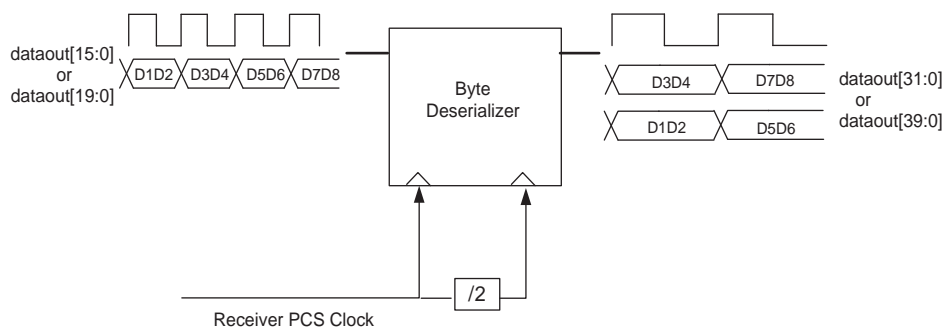 dataout[15:0]
or
dataout[19:0]
D1D2 D3D4 D5D6 D7D8
Byte
Deserializer
D3D4 D7D8
D1D2 D5D6
dataout[31:0]
or
dataout[39:0]
/2
Receiver PCS Clock